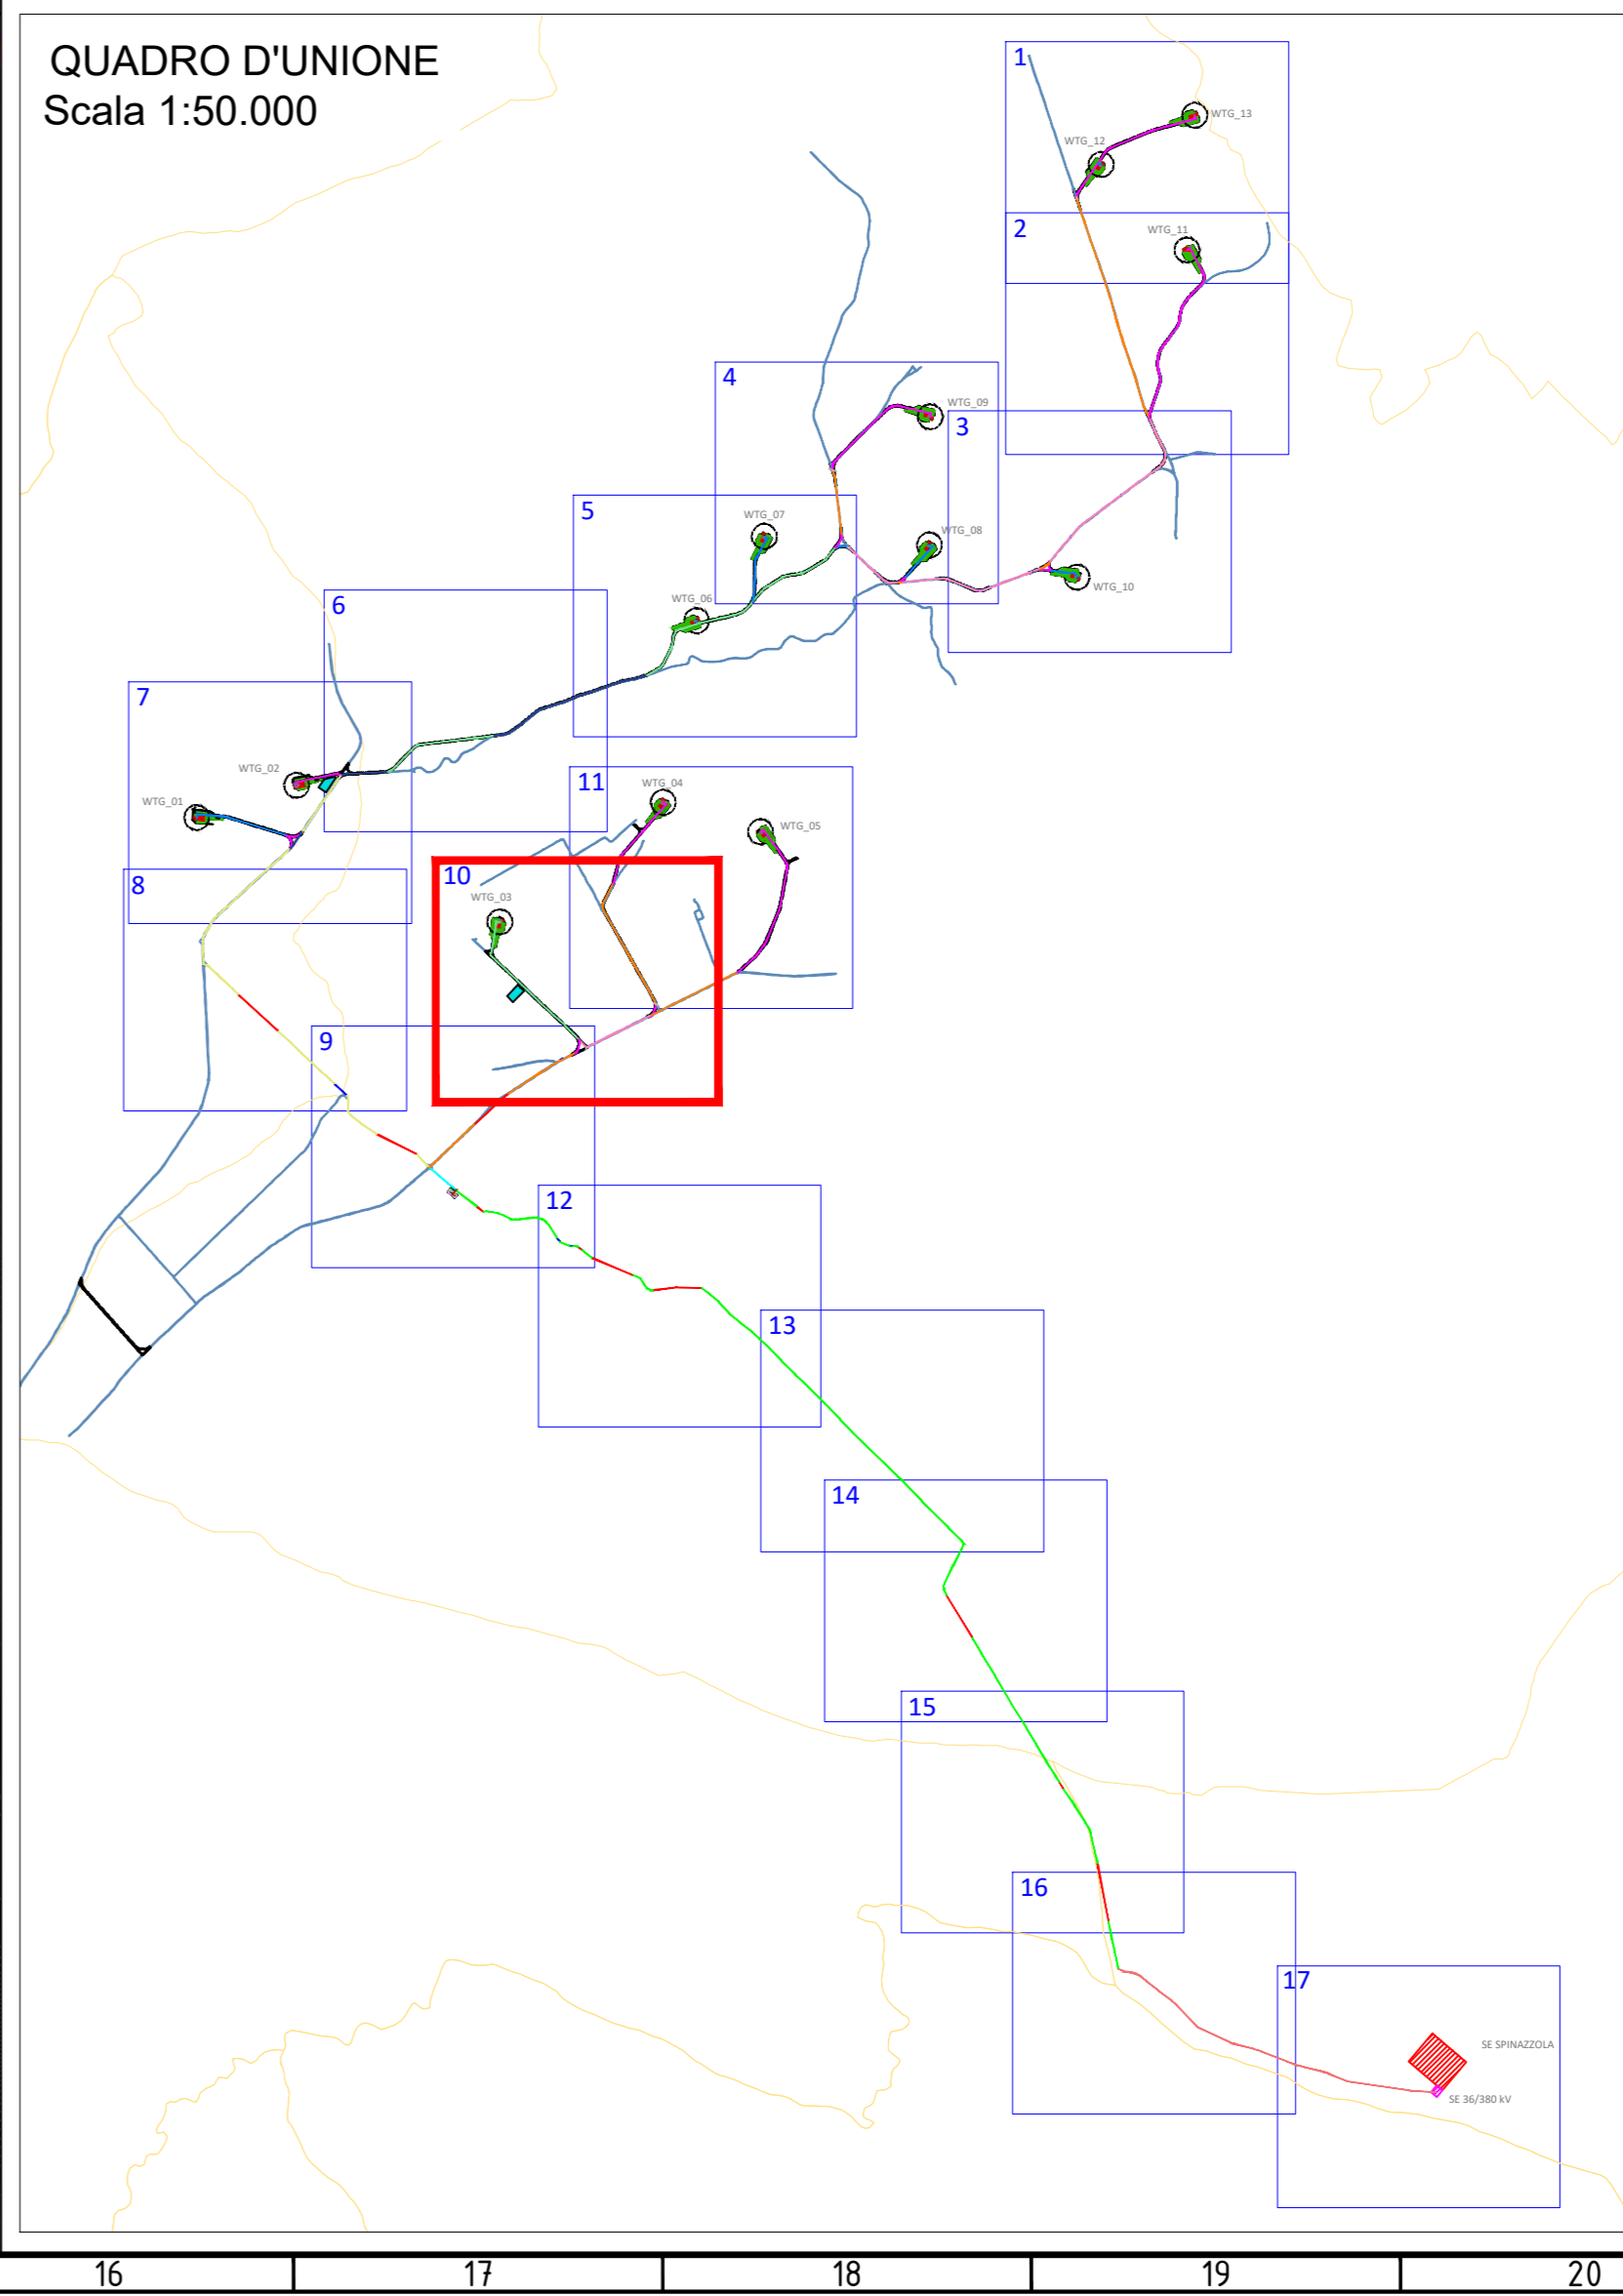 QUADRO D'UNIONE
Scala 1:50.000
1
WTG_13
WTG_12
2
WTG_11
4
WTG_09
3
5
WTG_07
WTG_08
WTG_10
6
WTG_06
7
WTG_02
WTG_01
11
WTG_04
WTG_05
8
10
WTG_03
9
12
13
14
15
16
17
SE SPINAZZOLA
SE 36/380 kV
16
17
18
19
20